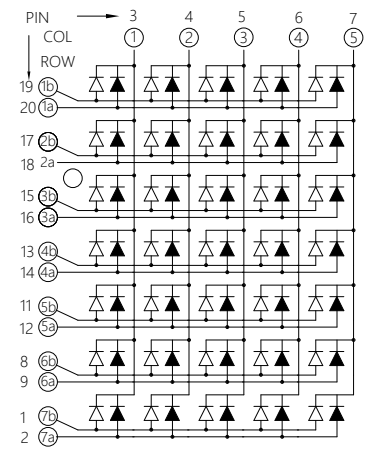 PIN 3 4 5 6 7
COL 1 2 3 4 5
ROW
19 1b
20 1a
17 2b
18 2a
15 3b
16 3a
13 4b
14 4a
11 5b
12 5a
8 6b
9 6a
1 7b
2 7a